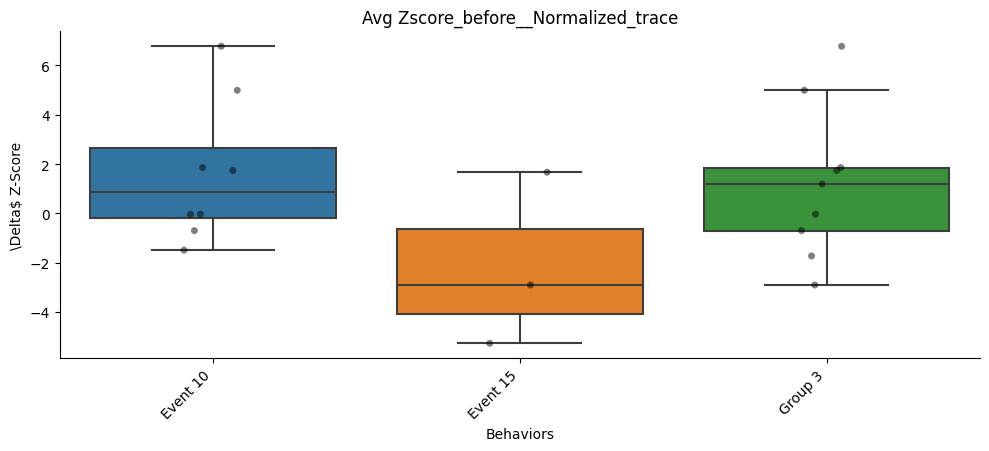 Avg Zscore_before__Normalized_trace
\Delta$ Z-Score
6
4
2
0
−2
−4
Event 10
Event 15
Group 3
Behaviors